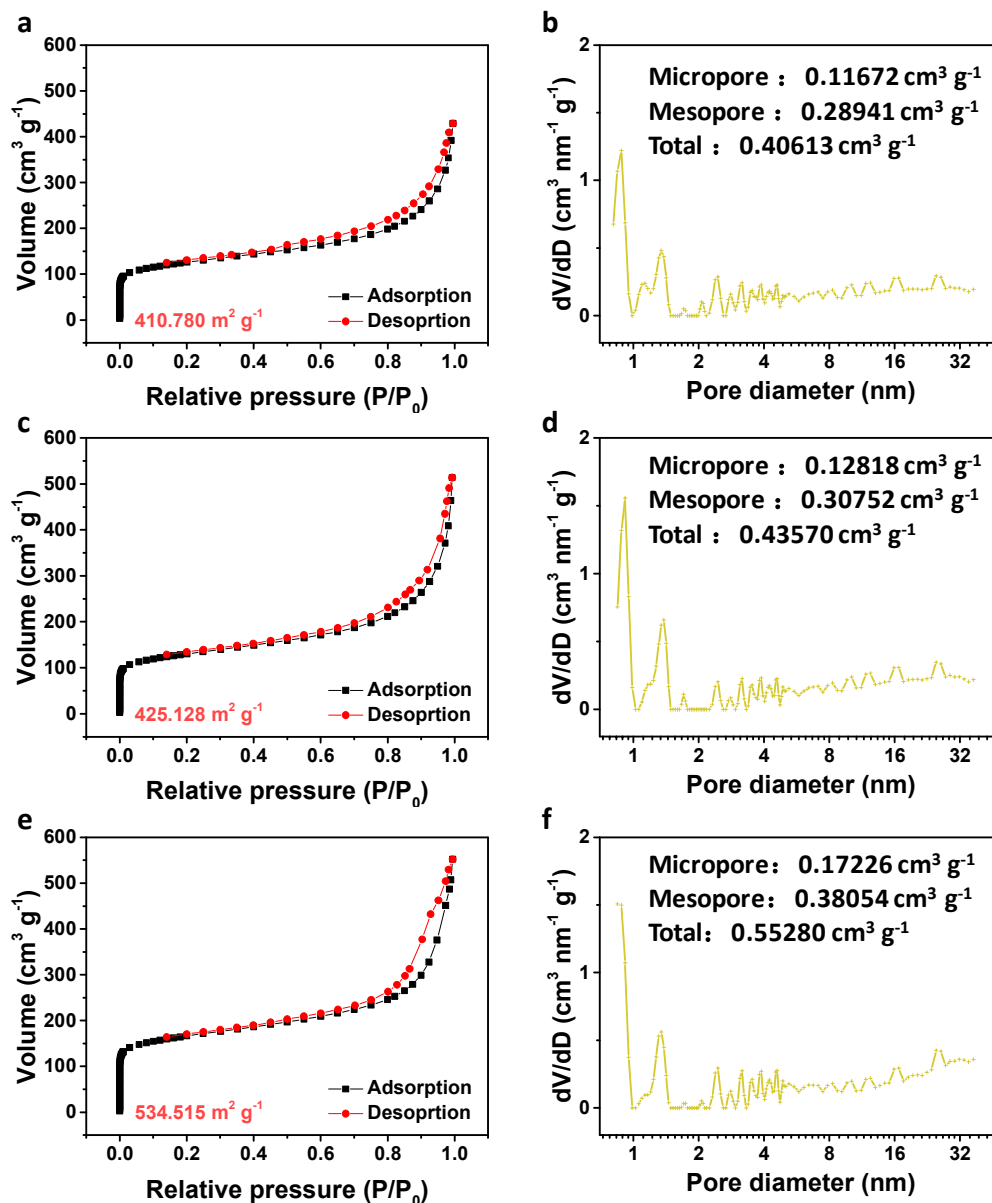 a
600
500
400
300
200
100
0
Volume (cm³ g⁻¹)
Adsorption
Desoprtion
410.780 m² g⁻¹
0.0 0.2 0.4 0.6 0.8 1.0
Relative pressure (P/P₀)
b
2
1
0
dV/dD (cm³ nm⁻¹ g⁻¹)
Micropore： 0.11672 cm³ g⁻¹
Mesopore： 0.28941 cm³ g⁻¹
Total： 0.40613 cm³ g⁻¹
1 2 4 8 16 32
Pore diameter (nm)
c
600
500
400
300
200
100
0
Volume (cm³ g⁻¹)
Adsorption
Desoprtion
425.128 m² g⁻¹
0.0 0.2 0.4 0.6 0.8 1.0
Relative pressure (P/P₀)
d
2
1
0
dV/dD (cm³ nm⁻¹ g⁻¹)
Micropore： 0.12818 cm³ g⁻¹
Mesopore： 0.30752 cm³ g⁻¹
Total： 0.43570 cm³ g⁻¹
1 2 4 8 16 32
Pore diameter (nm)
e
600
500
400
300
200
100
0
Volume (cm³ g⁻¹)
Adsorption
Desoprtion
534.515 m² g⁻¹
0.0 0.2 0.4 0.6 0.8 1.0
Relative pressure (P/P₀)
f
2
1
0
dV/dD (cm³ nm⁻¹ g⁻¹)
Micropore： 0.17226 cm³ g⁻¹
Mesopore： 0.38054 cm³ g⁻¹
Total： 0.55280 cm³ g⁻¹
1 2 4 8 16 32
Pore diameter (nm)